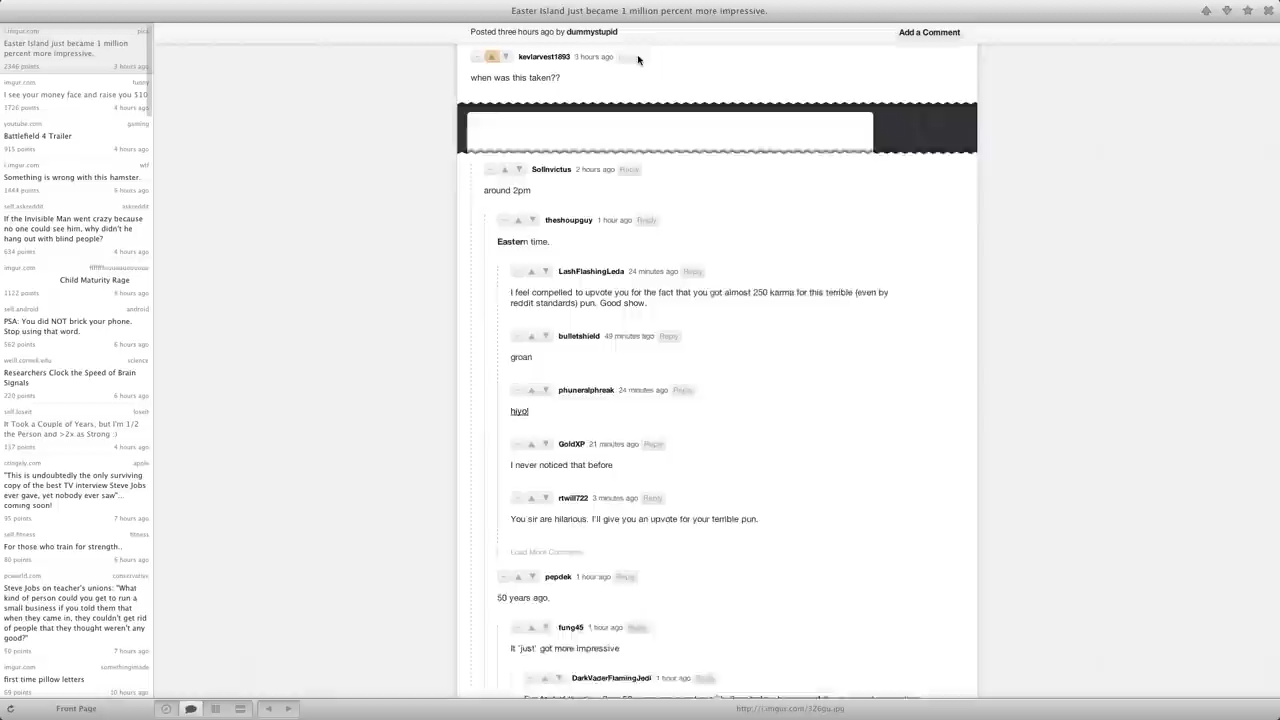 Easter Island just became 1 million percent more impressive.
i.imgur.com pics
Easter Island just became 1 million
percent more impressive.
2346 points 3 hours ago
imgur.com funny
I see your money face and raise you $10
1726 points 4 hours ago
youtube.com gaming
Battlefield 4 Trailer
915 points 4 hours ago
i.imgur.com wtf
Something is wrong with this hamster.
1444 points 6 hours ago
self.askreddit askreddit
If the Invisible Man went crazy because
no one could see him, why didn't he
hang out with blind people?
634 points 4 hours ago
imgur.com
Child Maturity Rage
1122 points 9 hours ago
self.android android
PSA: You did NOT brick your phone.
Stop using that word.
562 points 6 hours ago
weill.cornell.edu science
Researchers Clock the Speed of Brain
Signals
220 points 6 hours ago
self.loseit loseit
It Took a Couple of Years, but I'm 1/2
the Person and >2x as Strong :)
157 points 4 hours ago
cringely.com apple
"This is undoubtedly the only surviving
copy of the best TV interview Steve Jobs
ever gave, yet nobody ever saw"...
coming soon!
95 points 7 hours ago
self.fitness fitness
For those who train for strength..
80 points 6 hours ago
pcworld.com conservative
Steve Jobs on teacher's unions: "What
kind of person could you get to run a
small business if you told them that
when they came in, they couldn't get rid
of people that they thought weren't any
good?"
50 points 7 hours ago
imgur.com somethingimade
first time pillow letters
59 points 10 hours ago
Front Page
Posted three hours ago by dummystupid Add a Comment
kevlarvest1893 3 hours ago
when was this taken??
SolInvictus 2 hours ago Reply
around 2pm
theshoupguy 1 hour ago Reply
Eastern time.
LashFlashingLeda 24 minutes ago Reply
I feel compelled to upvote you for the fact that you got almost 250 karma for this terrible (even by
reddit standards) pun. Good show.
bulletshield 49 minutes ago Reply
groan
phuneralphreak 24 minutes ago Reply
hiyo!
GoldXP 21 minutes ago Reply
I never noticed that before
rtwill722 3 minutes ago Reply
You sir are hilarious. I'll give you an upvote for your terrible pun.
Load More Comments
pepdek 1 hour ago Reply
50 years ago.
fung45 1 hour ago Reply
It 'just' got more impressive
DarkVaderFlamingJedi 1 hour ago Reply
http://i.imgur.com/326gu.jpg